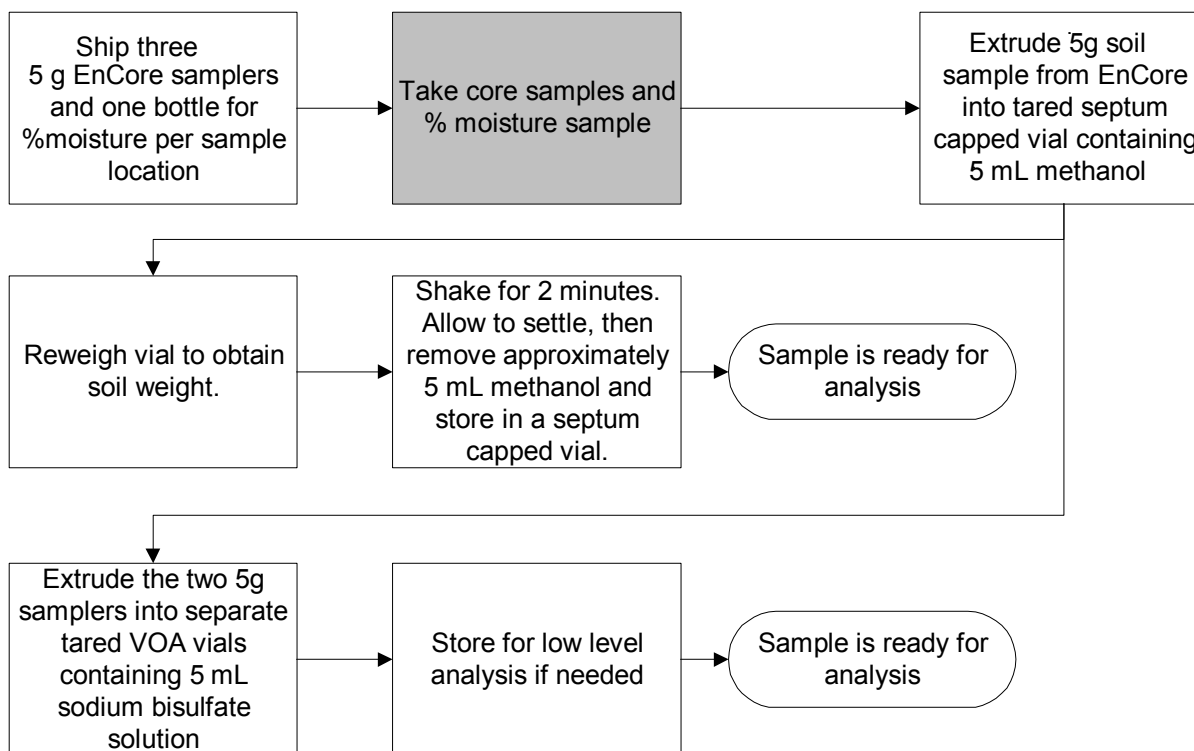 Ship three
5 g EnCore samplers
and one bottle for
%moisture per sample
location
Take core samples and
% moisture sample
Extrude 5g soil
sample from EnCore
into tared septum
capped vial containing
5 mL methanol
Reweigh vial to obtain
soil weight.
Shake for 2 minutes.
Allow to settle, then
remove approximately
5 mL methanol and
store in a septum
capped vial.
Sample is ready for
analysis
Extrude the two 5g
samplers into separate
tared VOA vials
containing 5 mL
sodium bisulfate
solution
Store for low level
analysis if needed
Sample is ready for
analysis